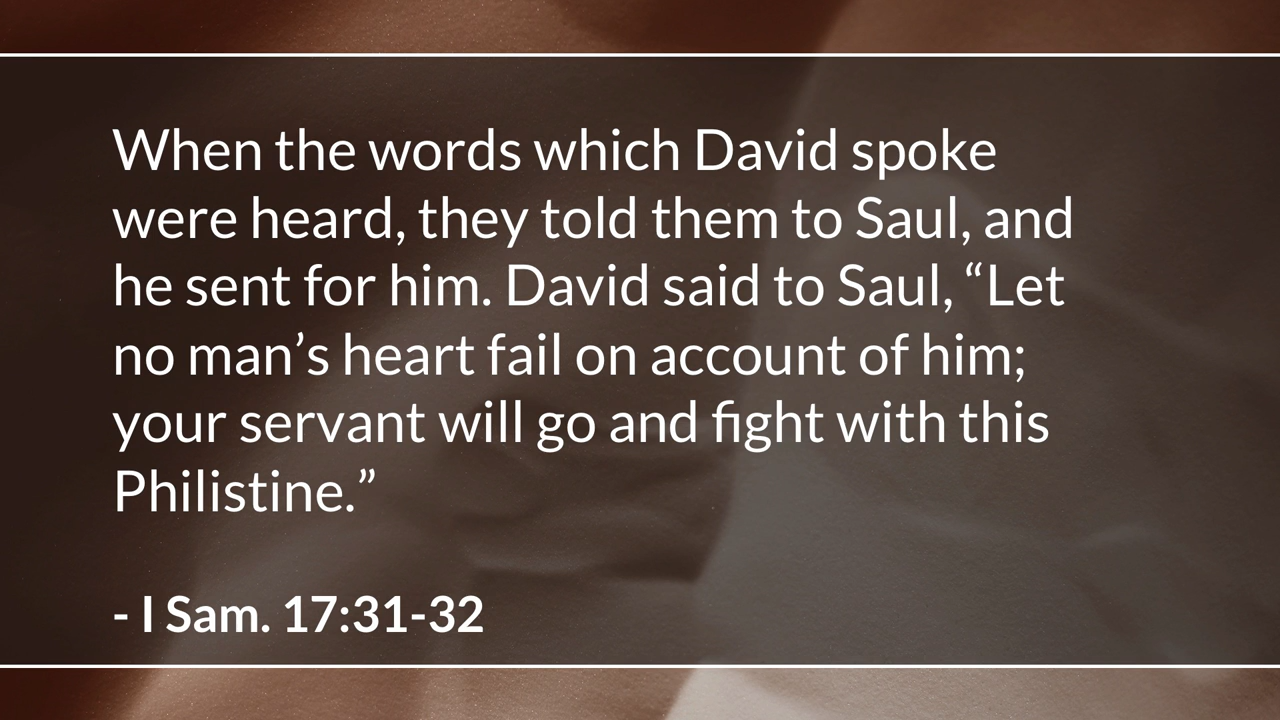 When the words which David spoke
were heard, they told them to Saul, and
he sent for him. David said to Saul, “Let
no man’s heart fail on account of him;
your servant will go and fight with this
Philistine.”
- I Sam. 17:31-32